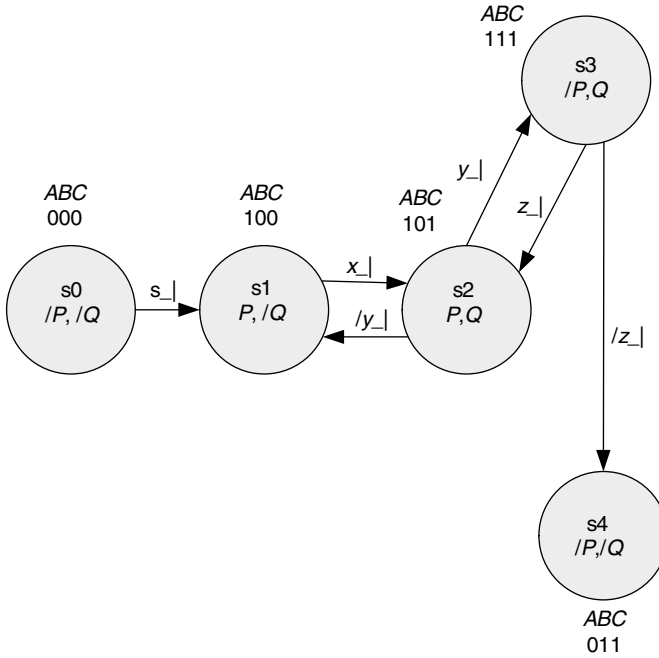 ABC
111
s3
/P,Q
y_|
z_|
ABC
000
ABC
100
ABC
101
s0
/P, /Q
s_|
s1
P, /Q
x_|
/y_|
s2
P,Q
/z_|
s4
/P,/Q
ABC
011